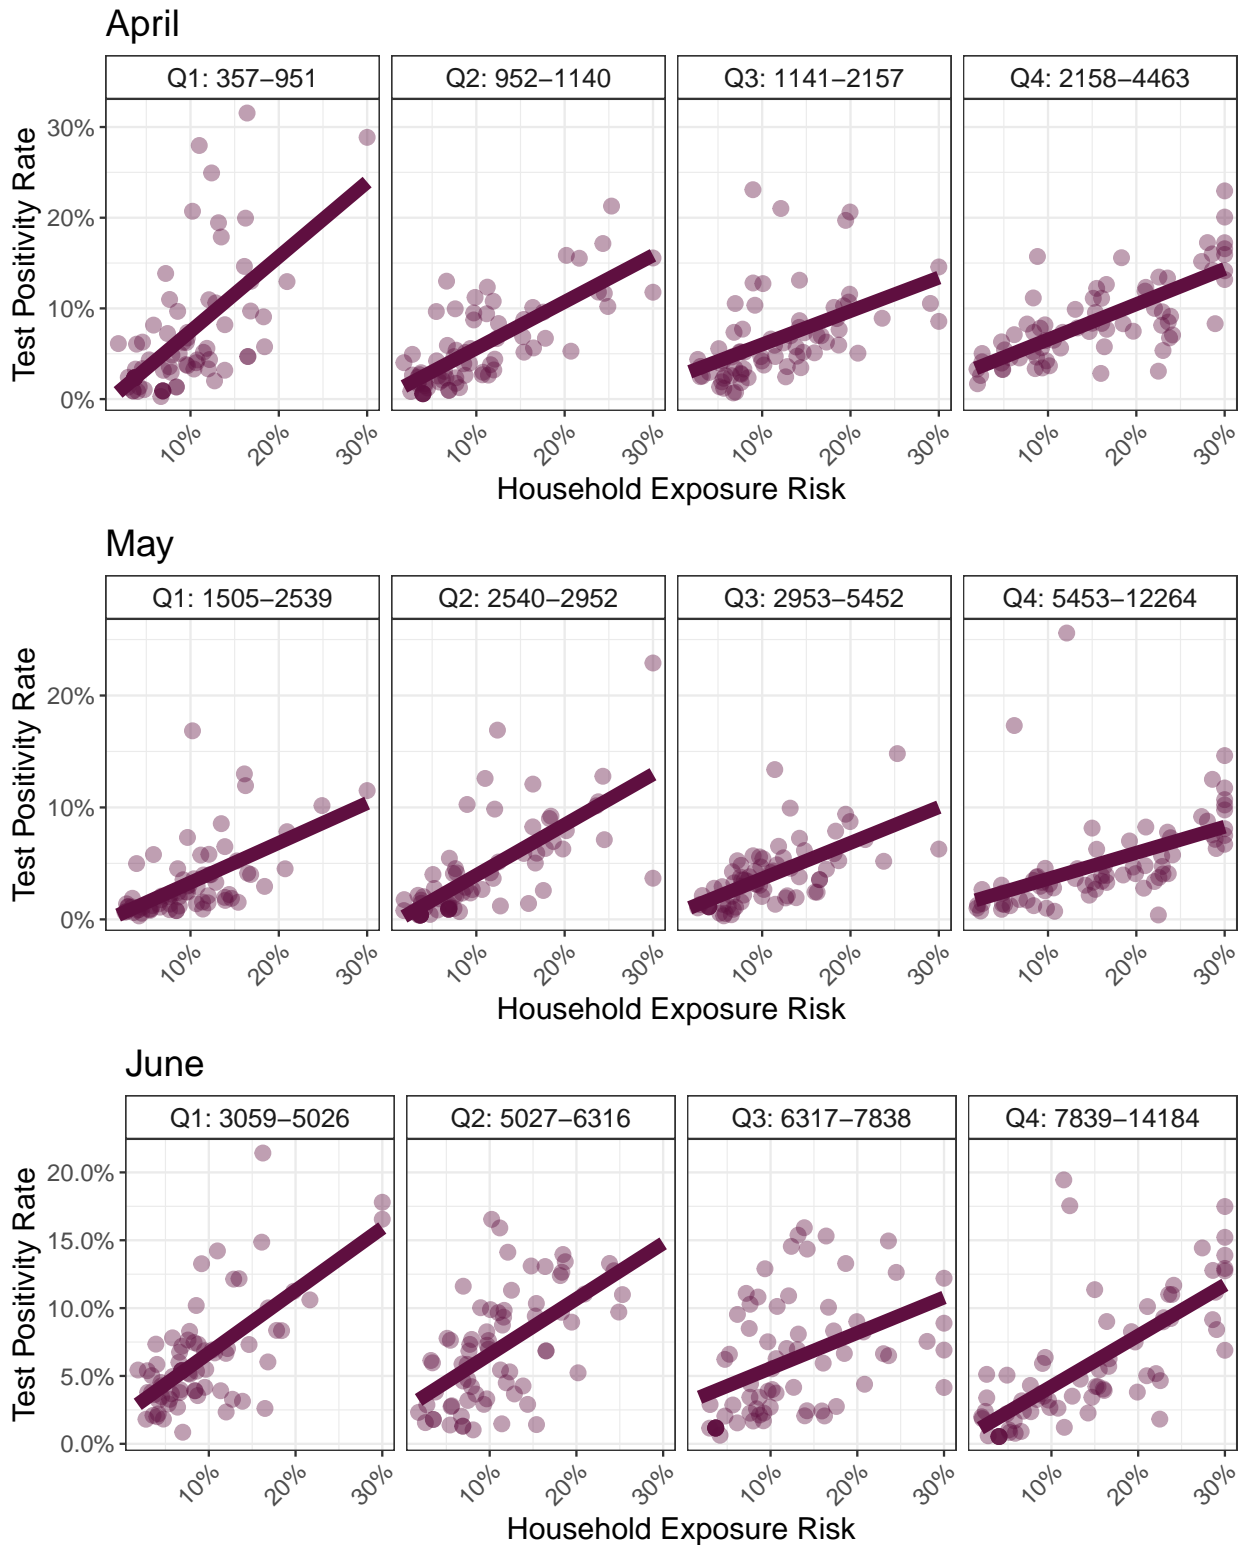 April
Q1: 357–951 Q2: 952–1140 Q3: 1141–2157 Q4: 2158–4463
Test Positivity Rate
30%
20%
10%
0%
10% 20% 30% 10% 20% 30% 10% 20% 30% 10% 20% 30%
Household Exposure Risk
May
Q1: 1505–2539 Q2: 2540–2952 Q3: 2953–5452 Q4: 5453–12264
Test Positivity Rate
20%
10%
0%
10% 20% 30% 10% 20% 30% 10% 20% 30% 10% 20% 30%
Household Exposure Risk
June
Q1: 3059–5026 Q2: 5027–6316 Q3: 6317–7838 Q4: 7839–14184
Test Positivity Rate
20.0%
15.0%
10.0%
5.0%
0.0%
10% 20% 30% 10% 20% 30% 10% 20% 30% 10% 20% 30%
Household Exposure Risk